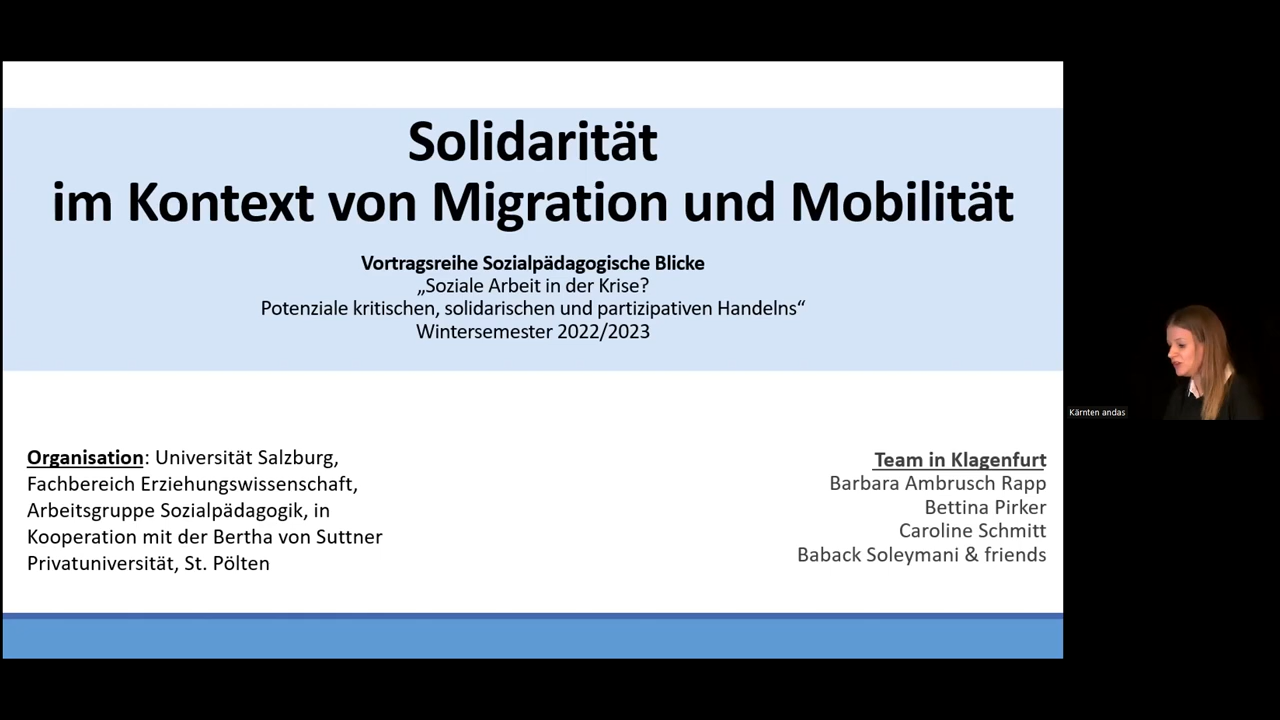 Solidarität
im Kontext von Migration und Mobilität
Vortragsreihe Sozialpädagogische Blicke
„Soziale Arbeit in der Krise?
Potenziale kritischen, solidarischen und partizipativen Handelns“
Wintersemester 2022/2023
Organisation: Universität Salzburg,
Fachbereich Erziehungswissenschaft,
Arbeitsgruppe Sozialpädagogik, in
Kooperation mit der Bertha von Suttner
Privatuniversität, St. Pölten
Team in Klagenfurt
Barbara Ambrusch Rapp
Bettina Pirker
Caroline Schmitt
Baback Soleymani & friends
Kärnten andas